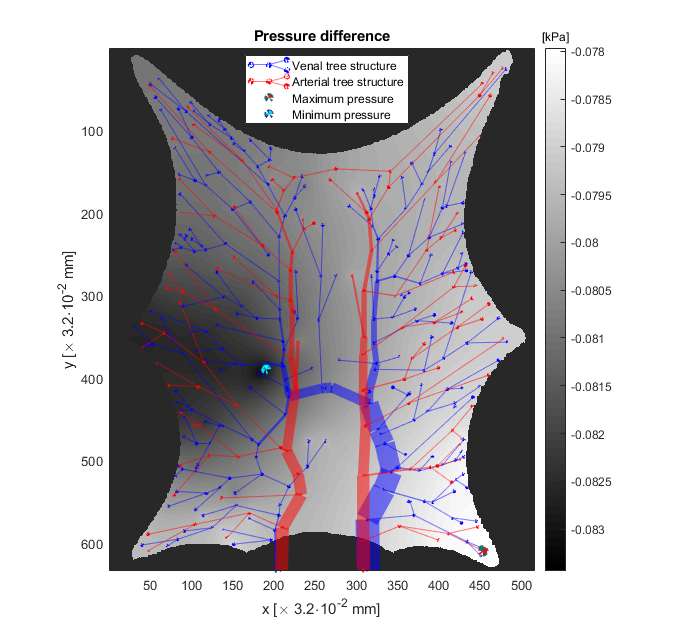 Pressure difference
[kPa]
Venal tree structure
Arterial tree structure
Maximum pressure
Minimum pressure
y [× 3.2·10-2 mm]
100
200
300
400
500
600
50 100 150 200 250 300 350 400 450 500
x [× 3.2·10-2 mm]
-0.078
-0.0785
-0.079
-0.0795
-0.08
-0.0805
-0.081
-0.0815
-0.082
-0.0825
-0.083